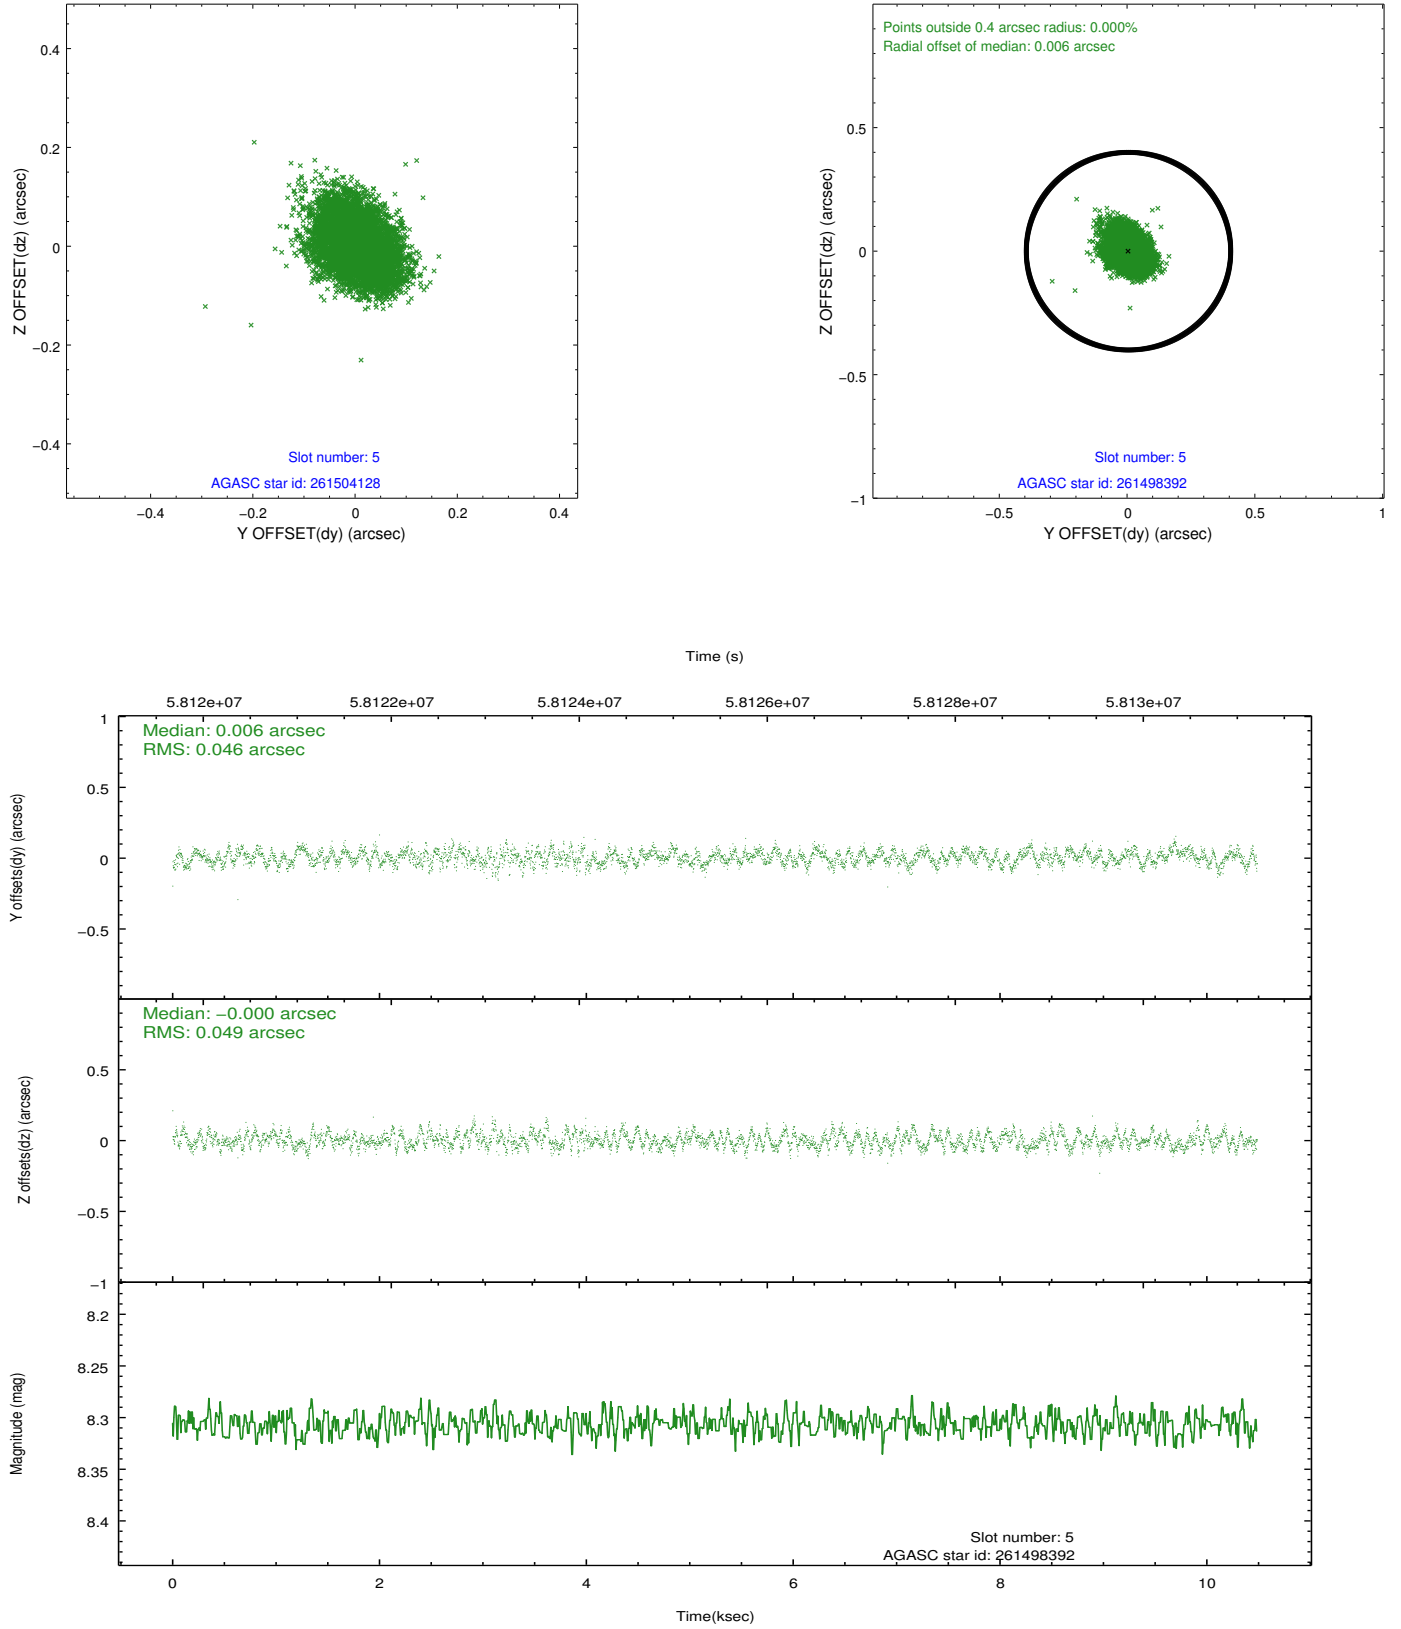 0.4
0.2
0
−0.2
−0.4
Z OFFSET(dz) (arcsec)
Slot number: 5
AGASC star id: 261504128
−0.4
−0.2
0
0.2
0.4
Y OFFSET(dy) (arcsec)
Points outside 0.4 arcsec radius: 0.000%
Radial offset of median: 0.006 arcsec
0.5
0
−0.5
−1
Z OFFSET(dz) (arcsec)
Slot number: 5
AGASC star id: 261498392
−0.5
0
0.5
1
Y OFFSET(dy) (arcsec)
Time (s)
5.812e+07
5.8122e+07
5.8124e+07
5.8126e+07
5.8128e+07
5.813e+07
Median: 0.006 arcsec
RMS: 0.046 arcsec
1
0.5
0
−0.5
Y offsets(dy) (arcsec)
Median: −0.000 arcsec
RMS: 0.049 arcsec
0.5
0
−0.5
−1
Z offsets(dz) (arcsec)
8.2
8.25
8.3
8.35
8.4
Magnitude (mag)
Slot number: 5
AGASC star id: 261498392
0
2
4
6
8
10
Time(ksec)